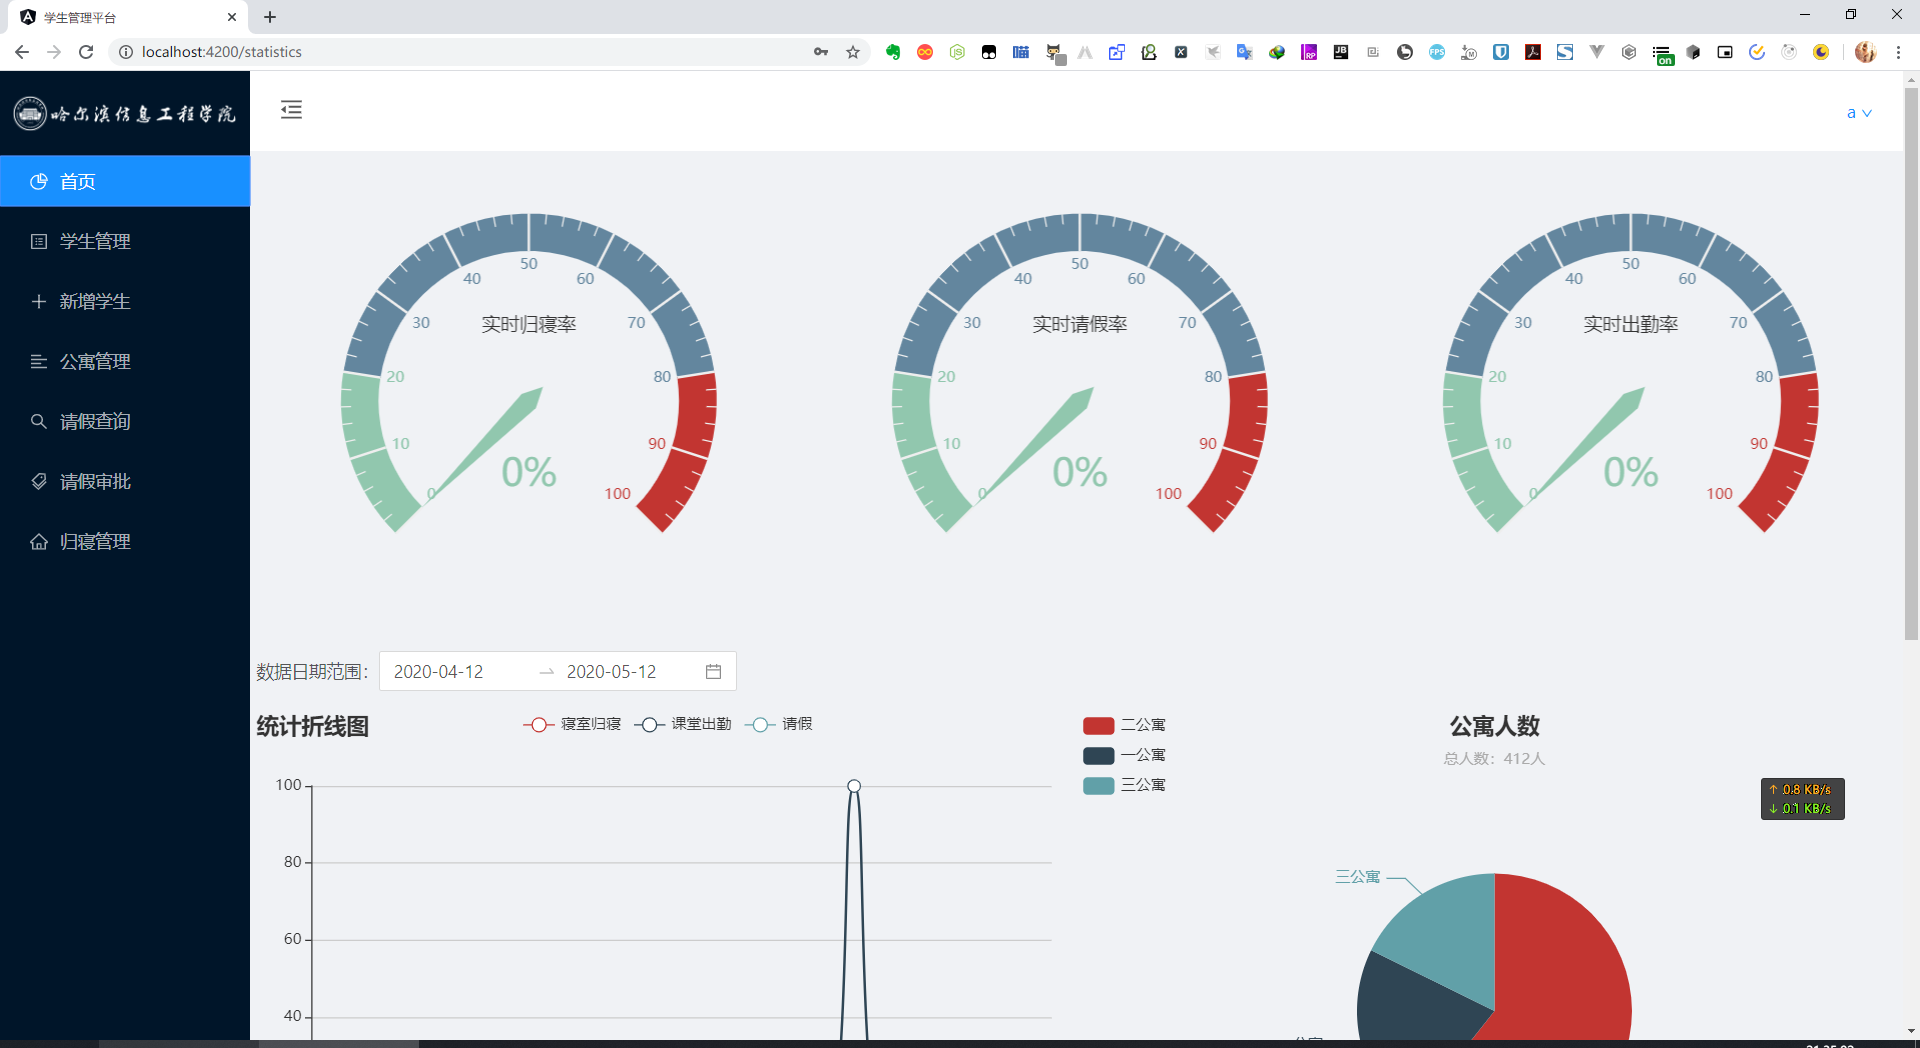 学生管理平台
localhost:4200/statistics
on
哈尔滨信息工程学院
a
首页
学生管理
新增学生
公寓管理
请假查询
请假审批
归寝管理
0 10 20 30 40 50 60 70 80 90 100
实时归寝率
0%
0 10 20 30 40 50 60 70 80 90 100
实时请假率
0%
0 10 20 30 40 50 60 70 80 90 100
实时出勤率
0%
数据日期范围： 2020-04-12 2020-05-12
统计折线图
寝室归寝 课堂出勤 请假
100
80
60
40
二公寓
一公寓
三公寓
公寓人数
总人数：412人
↑ 0.8 KB/s
↓ 0.1 KB/s
三公寓